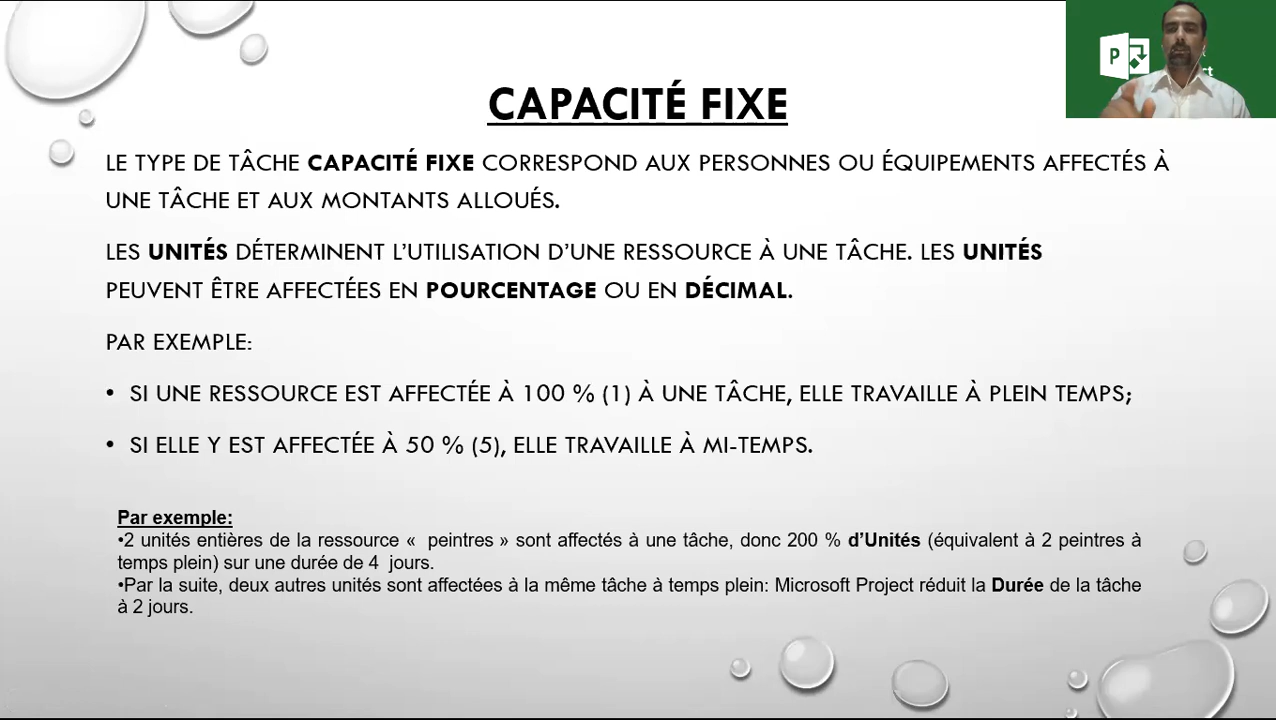 CAPACITÉ FIXE
LE TYPE DE TÂCHE CAPACITÉ FIXE CORRESPOND AUX PERSONNES OU ÉQUIPEMENTS AFFECTÉS À
UNE TÂCHE ET AUX MONTANTS ALLOUÉS.
LES UNITÉS DÉTERMINENT L’UTILISATION D’UNE RESSOURCE À UNE TÂCHE. LES UNITÉS
PEUVENT ÊTRE AFFECTÉES EN POURCENTAGE OU EN DÉCIMAL.
PAR EXEMPLE:
• SI UNE RESSOURCE EST AFFECTÉE À 100 % (1) À UNE TÂCHE, ELLE TRAVAILLE À PLEIN TEMPS;
• SI ELLE Y EST AFFECTÉE À 50 % (5), ELLE TRAVAILLE À MI-TEMPS.
Par exemple:
•2 unités entières de la ressource « peintres » sont affectés à une tâche, donc 200 % d’Unités (équivalent à 2 peintres à
temps plein) sur une durée de 4 jours.
•Par la suite, deux autres unités sont affectées à la même tâche à temps plein: Microsoft Project réduit la Durée de la tâche
à 2 jours.
P